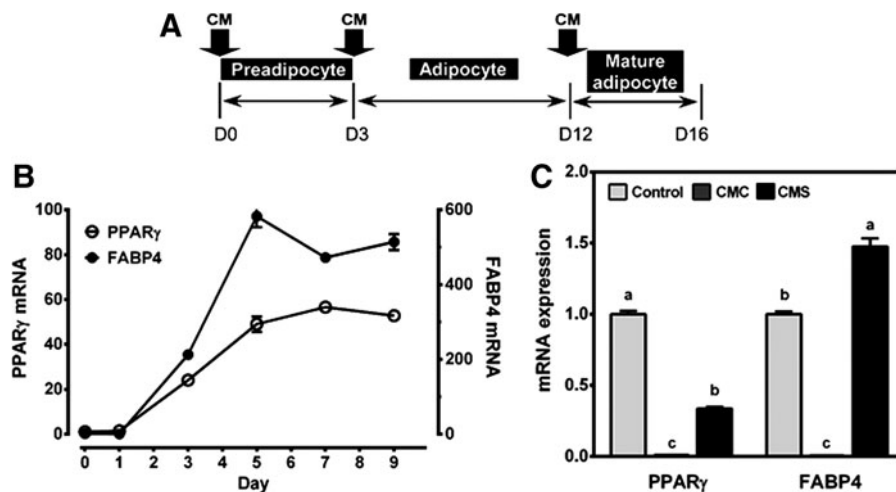 A
CM CM CM
Preadipocyte Adipocyte Mature adipocyte
D0 D3 D12 D16
B
PPARγ mRNA
100
80
60
40
20
0
PPARγ
FABP4
600
400
200
0
FABP4 mRNA
0 1 2 3 4 5 6 7 8 9
Day
C
mRNA expression
2.0
1.5
1.0
0.5
0.0
Control CMC CMS
a c b b c a
PPARγ FABP4